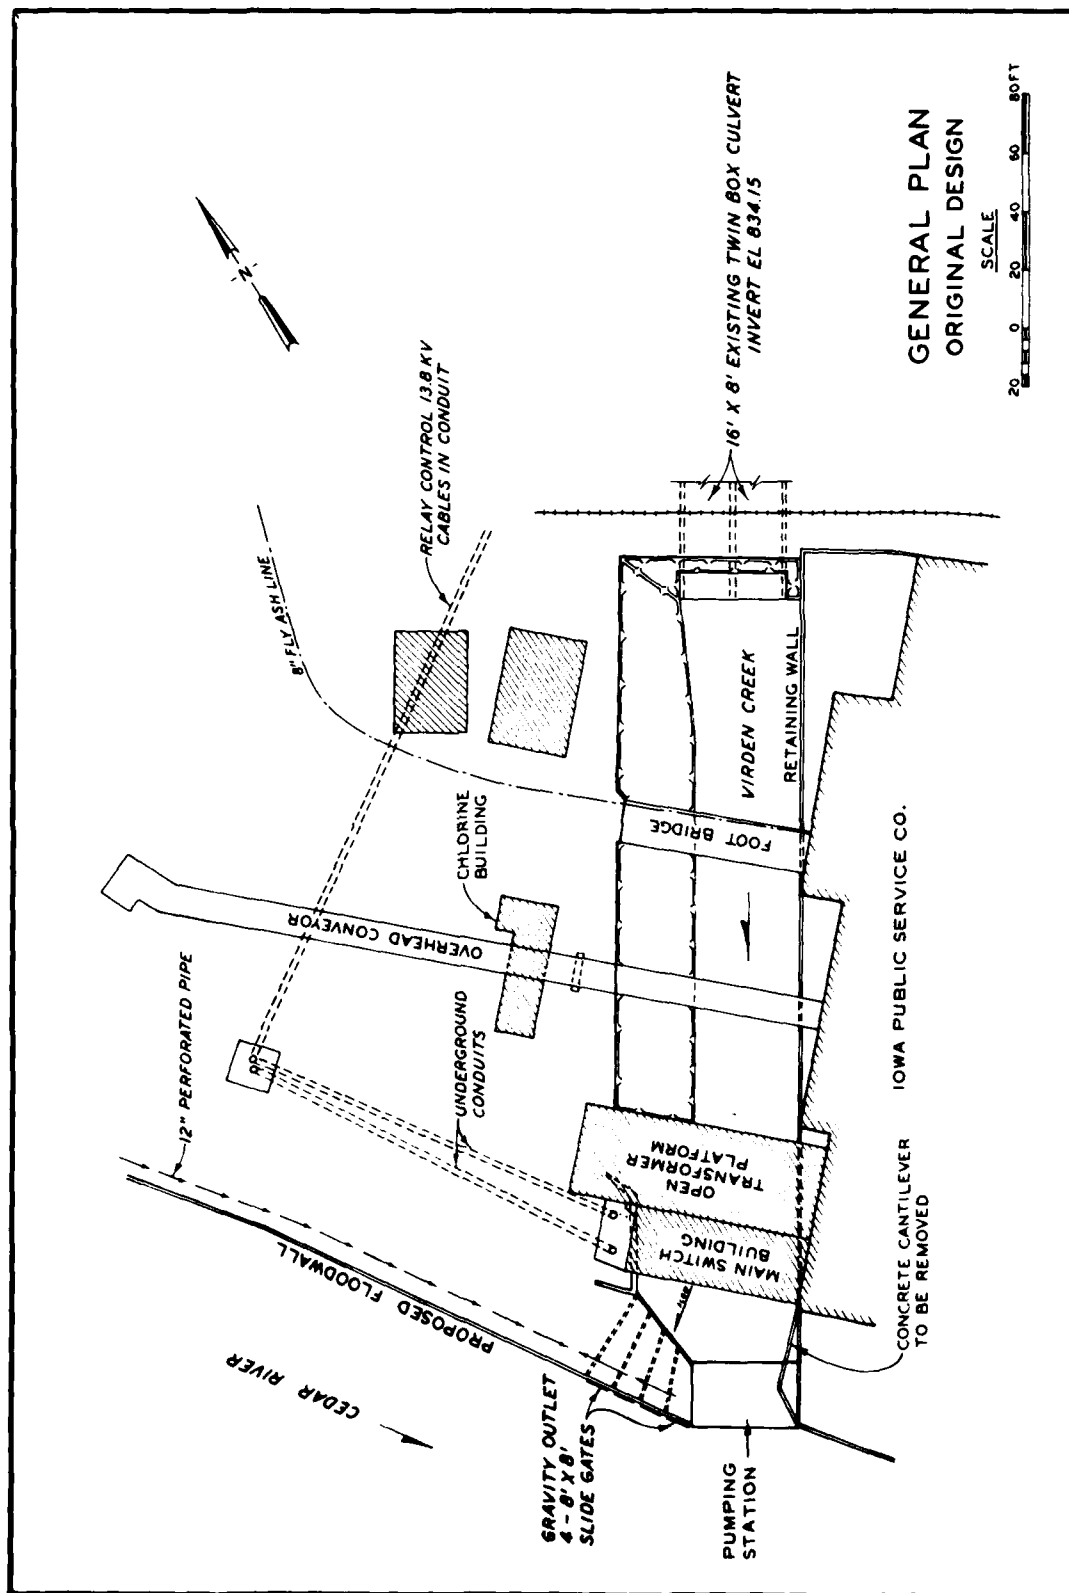 GENERAL PLAN
ORIGINAL DESIGN
SCALE
20 0 20 40 60 80 FT
N
16' X 8' EXISTING TWIN BOX CULVERT
INVERT EL 834.15
RELAY CONTROL 13.8 KV
CABLES IN CONDUIT
8" FLY ASH LINE
CHLORINE
BUILDING
OVERHEAD CONVEYOR
12" PERFORATED PIPE
UNDERGROUND
CONDUITS
VIRDEN CREEK
RETAINING WALL
FOOT BRIDGE
IOWA PUBLIC SERVICE CO.
OPEN
TRANSFORMER
PLATFORM
MAIN SWITCH
BUILDING
CONCRETE CANTILEVER
TO BE REMOVED
PROPOSED FLOODWALL
CEDAR RIVER
GRAVITY OUTLET
4 - 8' X 8'
SLIDE GATES
PUMPING
STATION